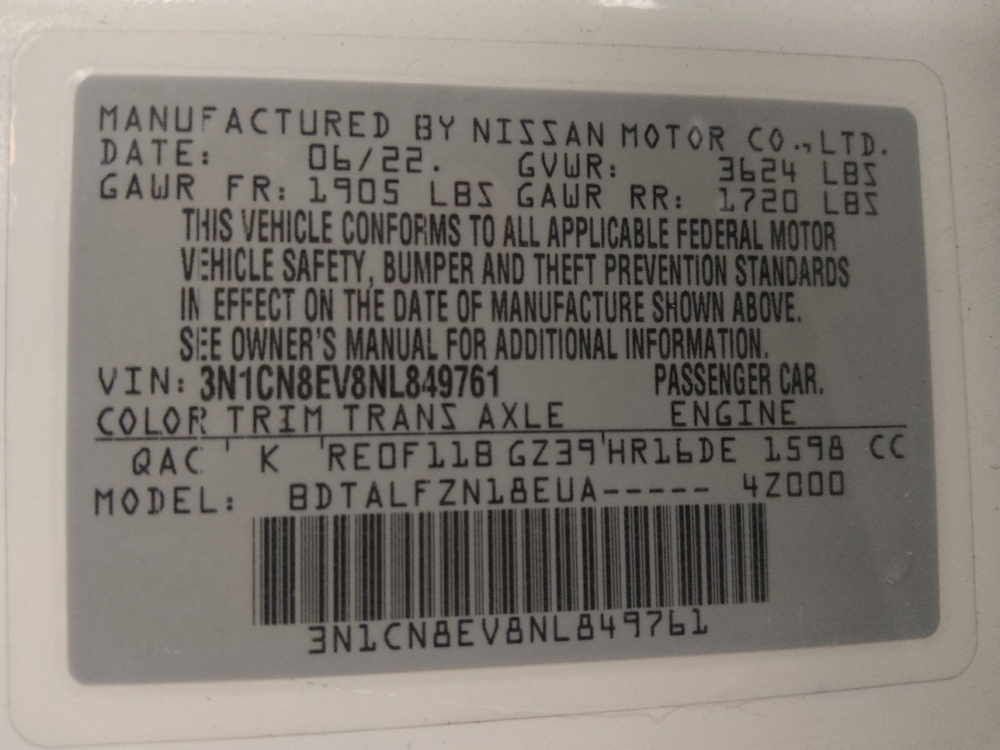 MANUFACTURED BY NISSAN MOTOR CO.,LTD.
DATE: 06/22. GVWR: 3624 LBS
GAWR FR: 1905 LBS GAWR RR: 1720 LBS
THIS VEHICLE CONFORMS TO ALL APPLICABLE FEDERAL MOTOR
VEHICLE SAFETY, BUMPER AND THEFT PREVENTION STANDARDS
IN EFFECT ON THE DATE OF MANUFACTURE SHOWN ABOVE.
SEE OWNER'S MANUAL FOR ADDITIONAL INFORMATION.
VIN: 3N1CN8EV8NL849761 PASSENGER CAR.
COLOR TRIM TRANS AXLE ENGINE
QAC K RE0F11B GZ39 HR16DE 1598 CC
MODEL: BDTALFZN18EUA----- 4Z000
3N1CN8EV8NL849761